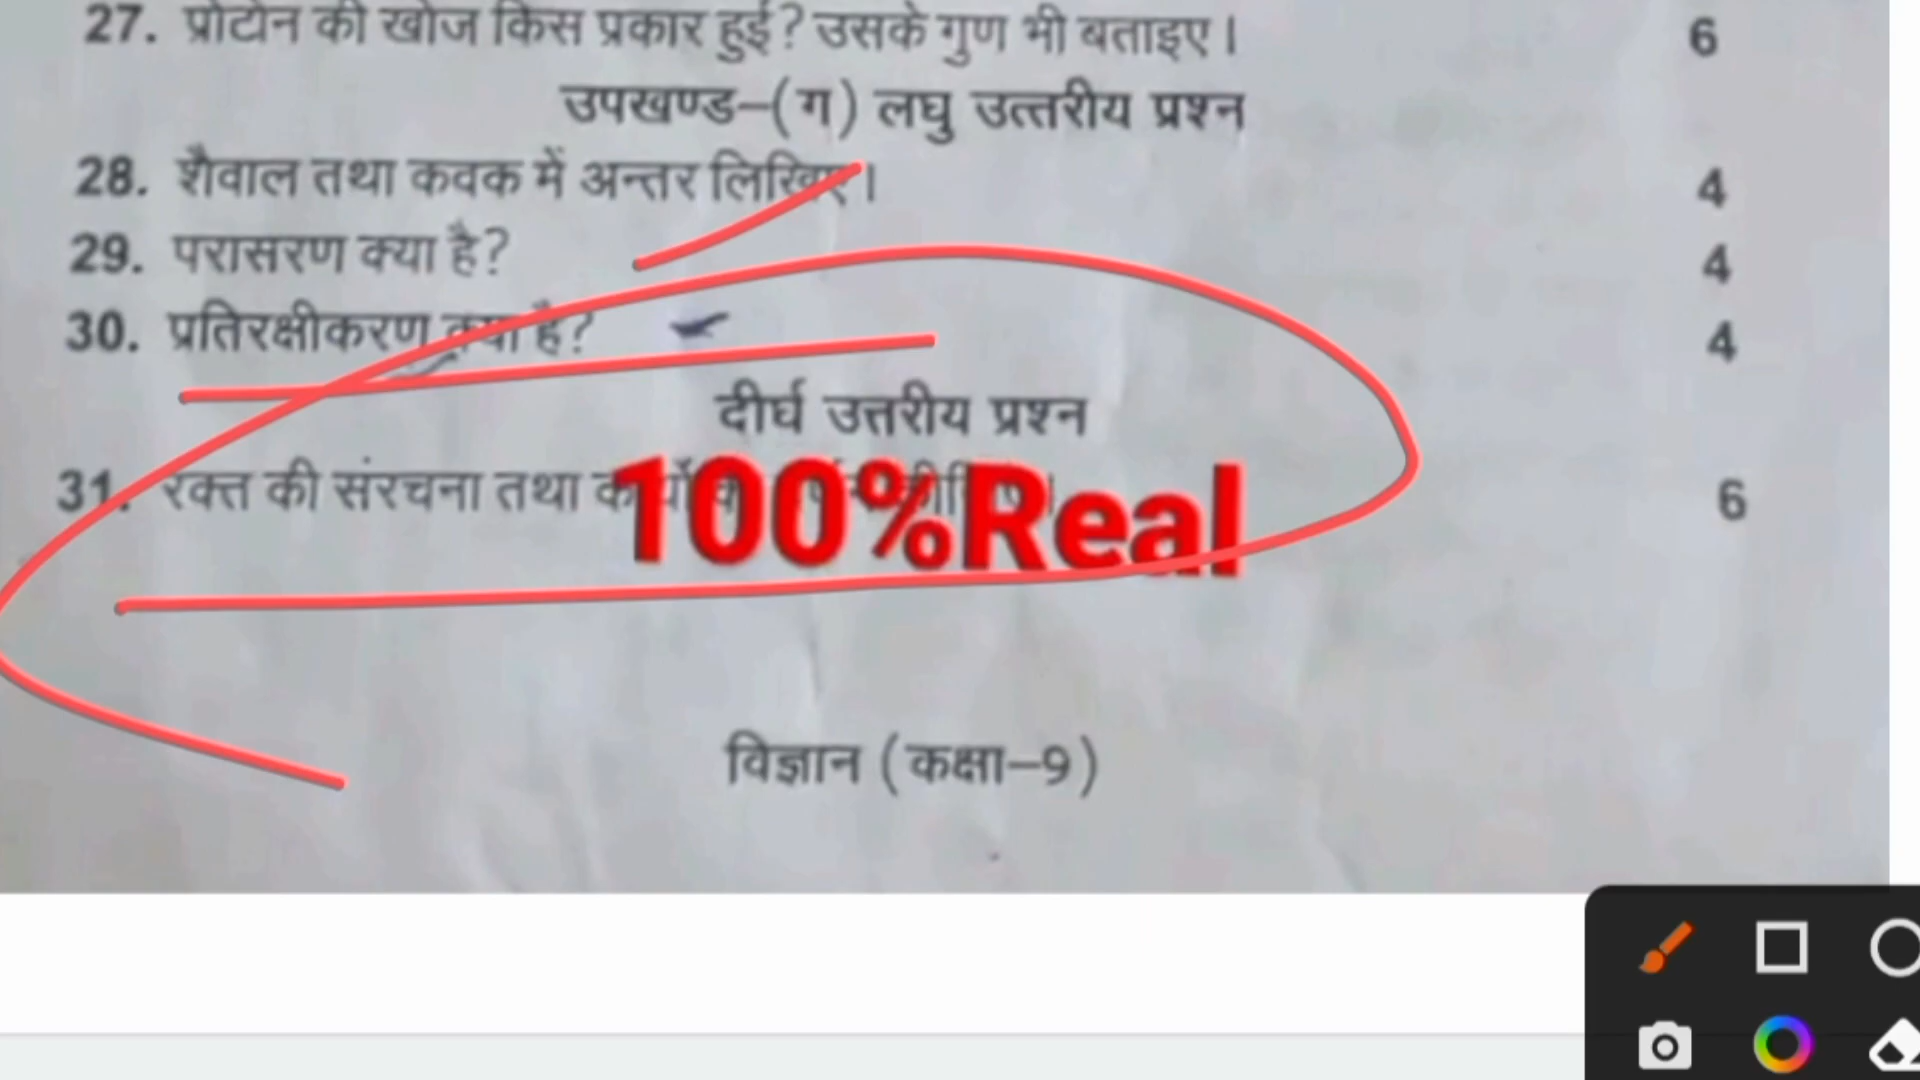 27. प्रोटोन की खोज किस प्रकार हुई? उसके गुण भी बताइए। 6
उपखण्ड-(ग) लघु उत्तरीय प्रश्न
28. शैवाल तथा कवक में अन्तर लिखिए। 4
29. परासरण क्या है? 4
30. प्रतिरक्षीकरण क्या है? 4
दीर्घ उत्तरीय प्रश्न
31. रक्त की संरचना तथा 6
100%Real
विज्ञान (कक्षा-9)